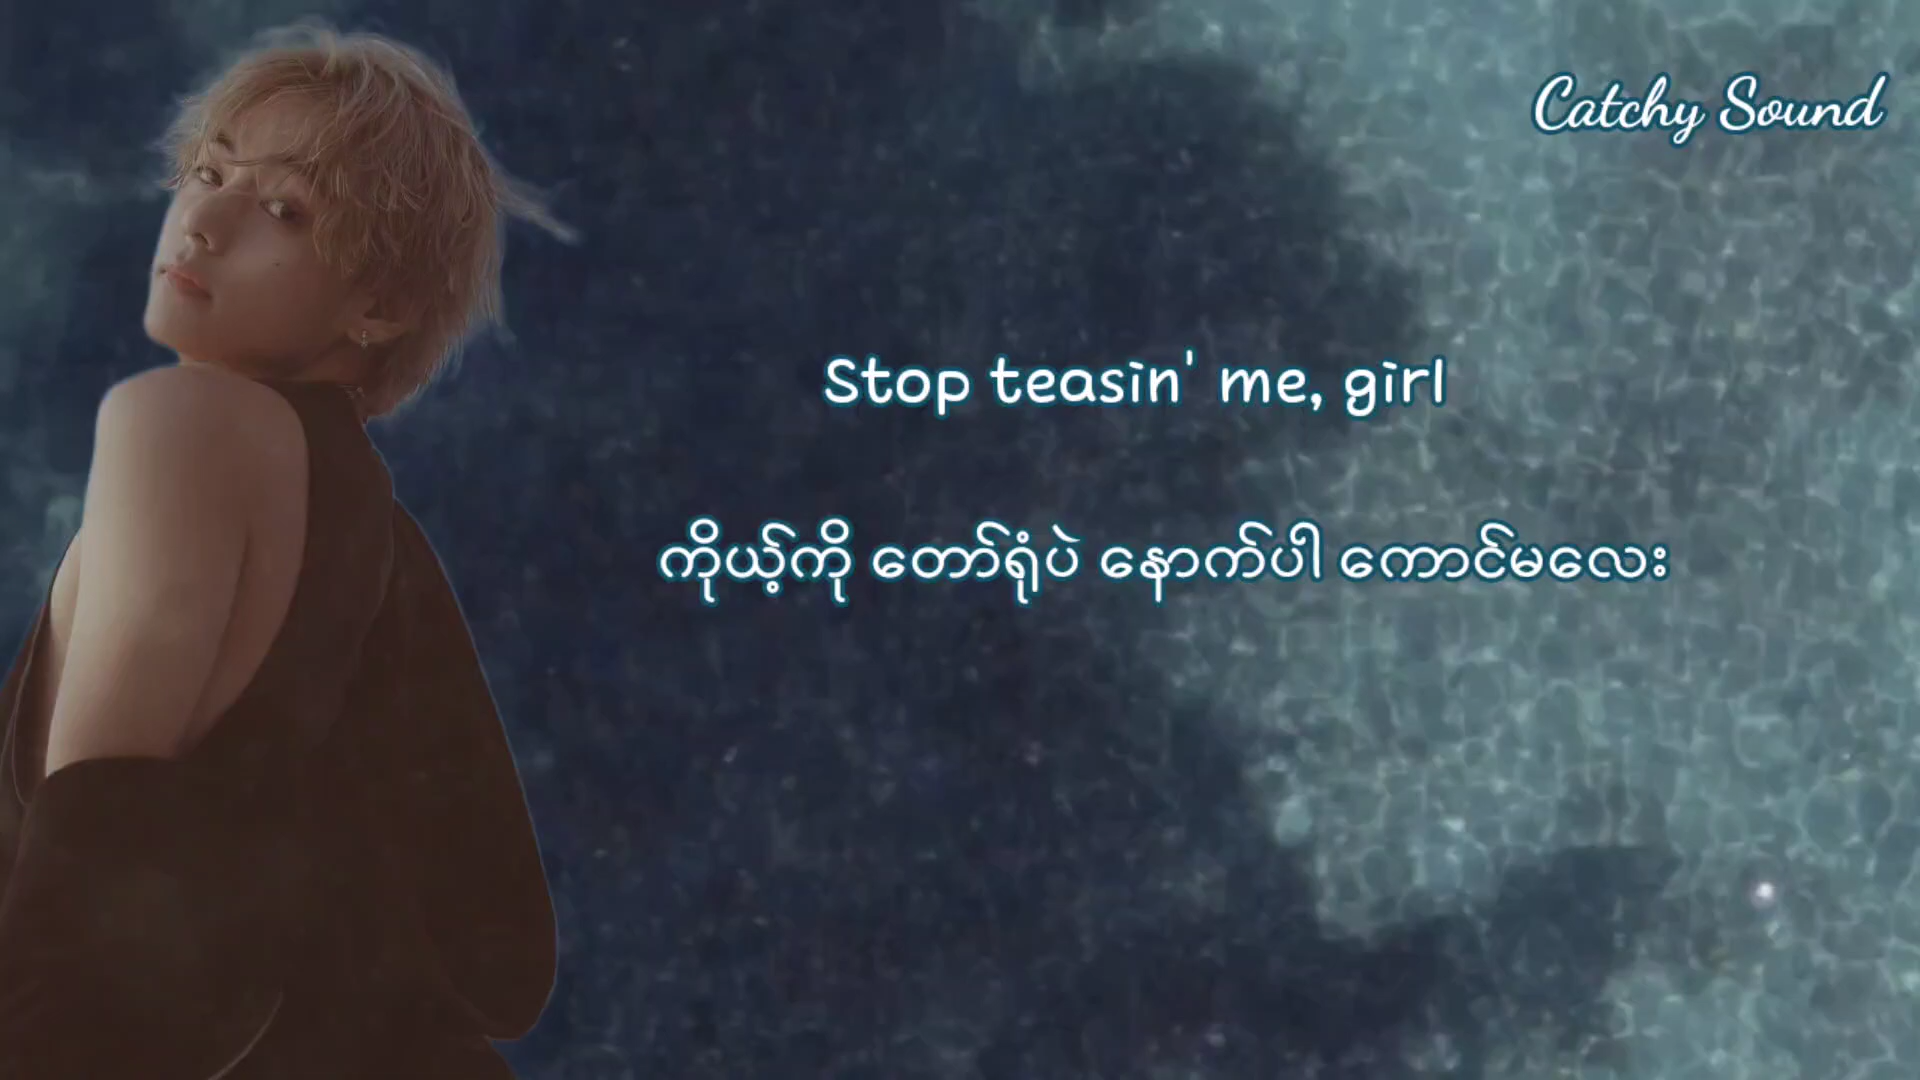 Catchy Sound
Stop teasin' me, girl
ကိုယ့်ကို တော်ရုံပဲ နောက်ပါ ကောင်မလေး